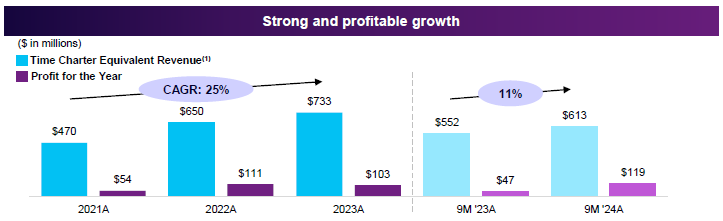 Strong and profitable growth
($ in millions)
Time Charter Equivalent Revenue(1)
Profit for the Year
CAGR: 25%
11%
$470
$54
$650
$111
$733
$103
$552
$47
$613
$119
2021A
2022A
2023A
9M '23A
9M '24A